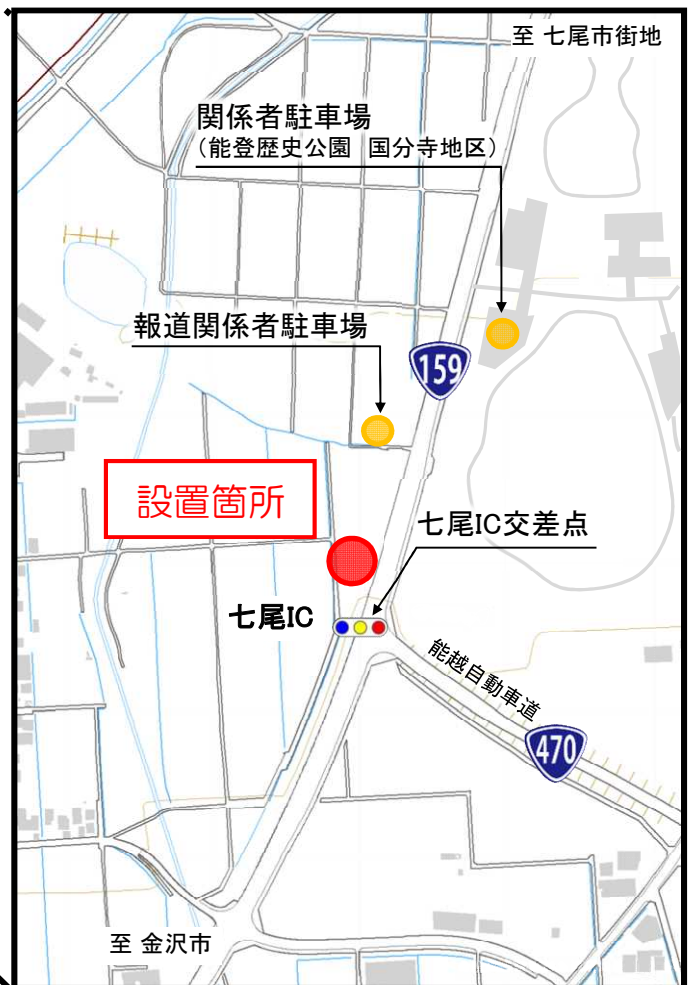 至 七尾市街地
関係者駐車場
(能登歴史公園 国分寺地区)
報道関係者駐車場
159
設置箇所
七尾IC交差点
七尾IC
能越自動車道
470
至 金沢市